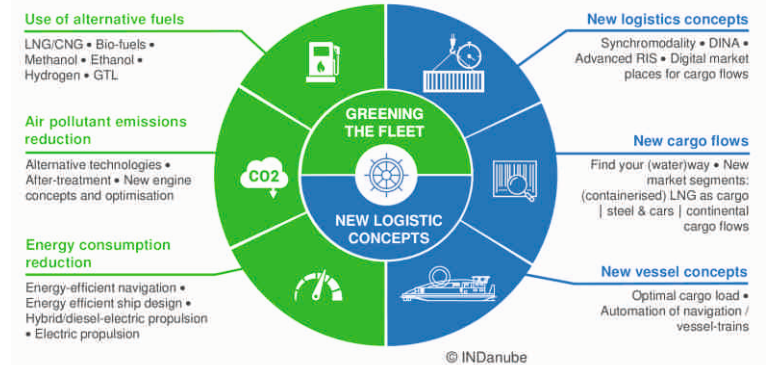 Use of alternative fuels
LNG/CNG • Bio-fuels •
Methanol • Ethanol •
Hydrogen • GTL
Air pollutant emissions
reduction
Alternative technologies •
After-treatment • New engine
concepts and optimisation
Energy consumption
reduction
Energy-efficient navigation •
Energy efficient ship design •
Hybrid/diesel-electric propulsion
• Electric propulsion
CO2
GREENING
THE FLEET
NEW LOGISTIC
CONCEPTS
New logistics concepts
Synchromodality • DINA •
Advanced RIS • Digital market
places for cargo flows
New cargo flows
Find your (water)way • New
market segments:
(containerised) LNG as cargo
| steel & cars | continental
cargo flows
New vessel concepts
Optimal cargo load •
Automation of navigation /
vessel-trains
© INDanube